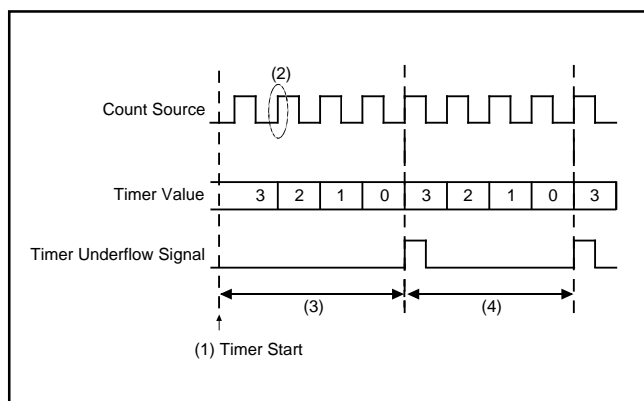 (2)
Count Source
Timer Value 3 2 1 0 3 2 1 0 3
Timer Underflow Signal
(3) (4)
(1) Timer Start